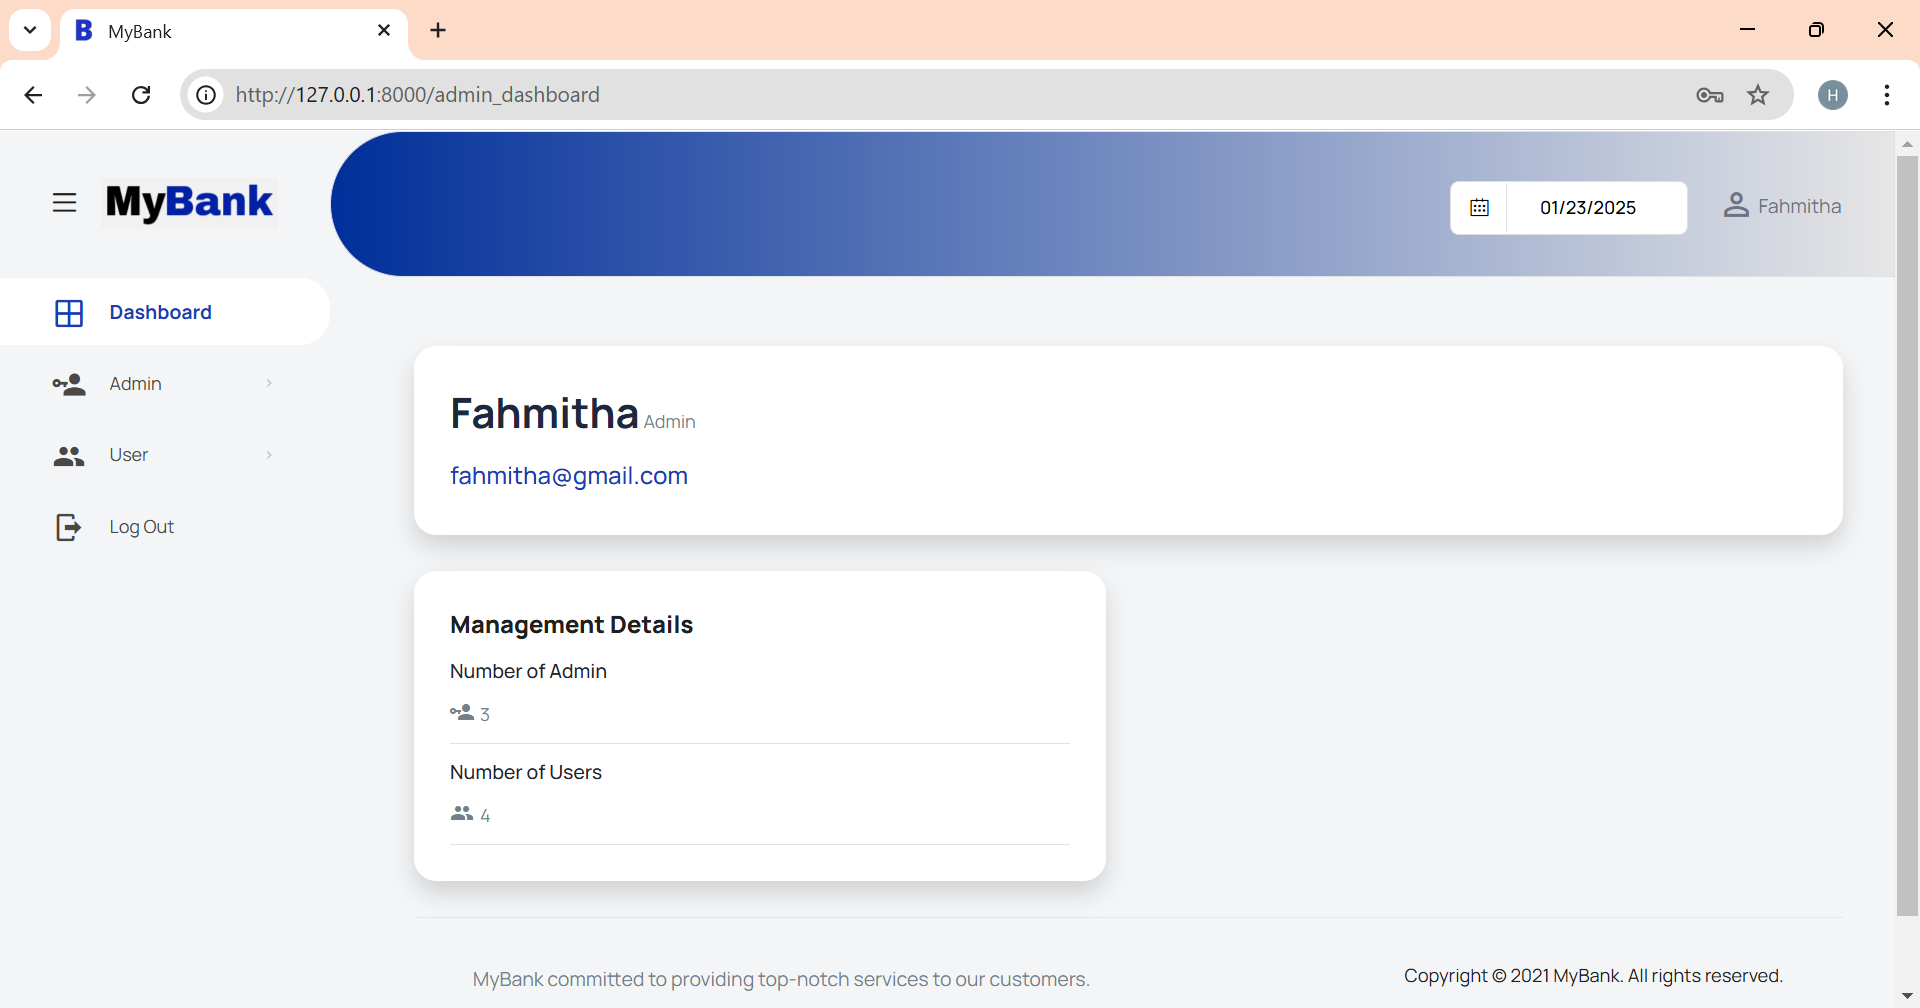 MyBank
http://127.0.0.1:8000/admin_dashboard
H
MyBank
01/23/2025
Fahmitha
Dashboard
Admin
User
Log Out
Fahmitha Admin
fahmitha@gmail.com
Management Details
Number of Admin
3
Number of Users
4
MyBank committed to providing top-notch services to our customers.
Copyright © 2021 MyBank. All rights reserved.